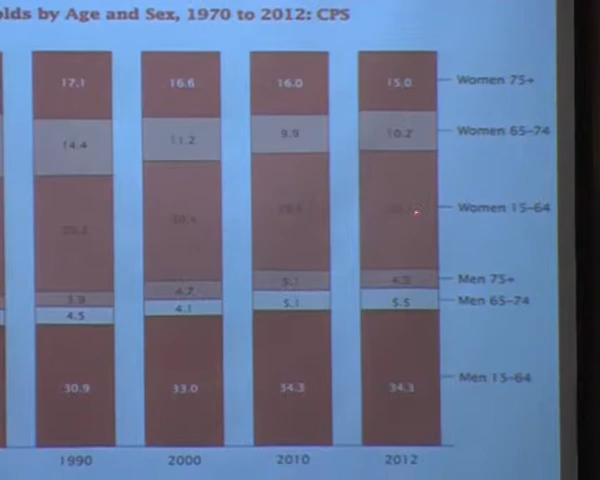 olds by Age and Sex, 1970 to 2012: CPS
17.1 16.6 16.0 15.0 Women 75+
14.4 11.2 9.9 10.2 Women 65–74
Women 15–64
3.9 4.7 5.1 Men 75+
4.5 4.1 5.1 5.5 Men 65–74
30.9 33.0 34.3 34.3 Men 15–64
1990 2000 2010 2012